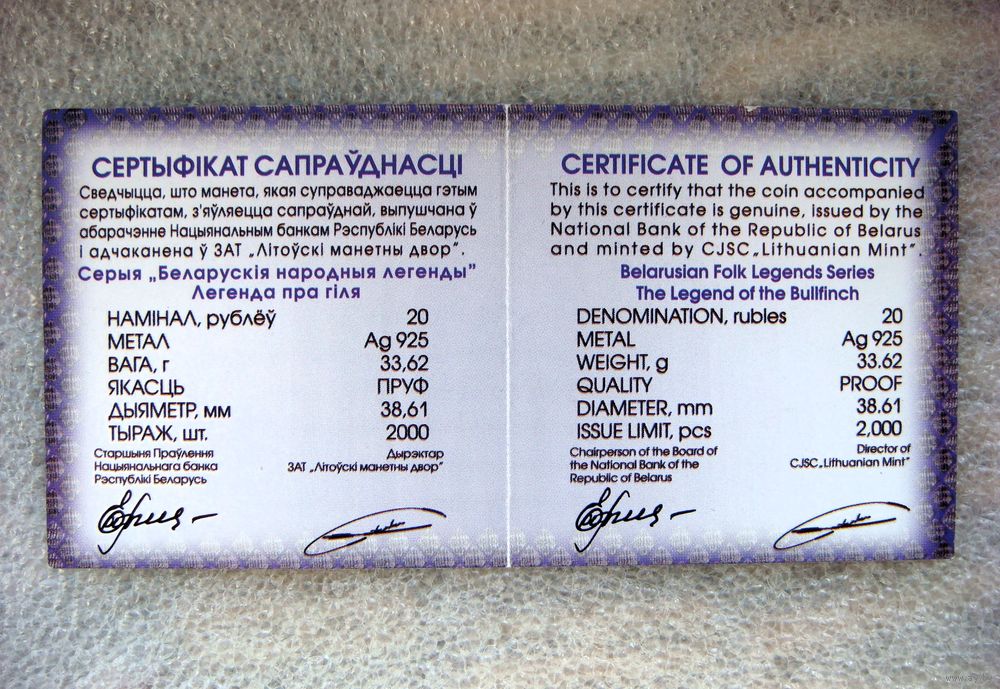 СЕРТЫФІКАТ САПРАЎДНАСЦІ
Сведчыцца, што манета, якая суправаджаецца гэтым
сертыфікатам, з'яўляецца сапраўднай, выпушчана ў
абарачэнне Нацыянальным банкам Рэспублікі Беларусь
і адчаканена ў ЗАТ „Літоўскі манетны двор”.
Серыя „Беларускія народныя легенды”
Легенда пра гіля
НАМІНАЛ, рублёў 20
МЕТАЛ Ag 925
ВАГА, г 33,62
ЯКАСЦЬ ПРУФ
ДЫЯМЕТР, мм 38,61
ТЫРАЖ, шт. 2000
Старшыня Праўлення
Нацыянальнага банка
Рэспублікі Беларусь
Дырэктар
ЗАТ „Літоўскі манетны двор”
CERTIFICATE OF AUTHENTICITY
This is to certify that the coin accompanied
by this certificate is genuine, issued by the
National Bank of the Republic of Belarus
and minted by CJSC „Lithuanian Mint”.
Belarusian Folk Legends Series
The Legend of the Bullfinch
DENOMINATION, rubles 20
METAL Ag 925
WEIGHT, g 33.62
QUALITY PROOF
DIAMETER, mm 38.61
ISSUE LIMIT, pcs 2,000
Chairperson of the Board of
the National Bank of the
Republic of Belarus
Director of
CJSC „Lithuanian Mint”